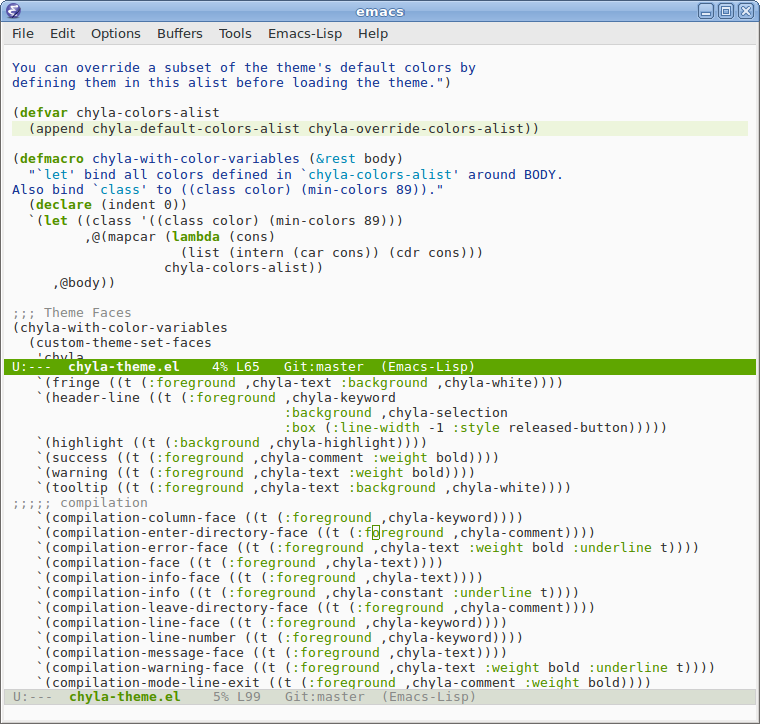 emacs
File Edit Options Buffers Tools Emacs-Lisp Help
You can override a subset of the theme's default colors by
defining them in this alist before loading the theme.")
(defvar chyla-colors-alist
  (append chyla-default-colors-alist chyla-override-colors-alist))
(defmacro chyla-with-color-variables (&rest body)
  "`let' bind all colors defined in `chyla-colors-alist' around BODY.
Also bind `class' to ((class color) (min-colors 89))."
  (declare (indent 0))
  `(let ((class '((class color) (min-colors 89)))
         ,@(mapcar (lambda (cons)
                     (list (intern (car cons)) (cdr cons)))
                   chyla-colors-alist))
     ,@body))
;;; Theme Faces
(chyla-with-color-variables
  (custom-theme-set-faces
   'chyla
U:---  chyla-theme.el    4% L65   Git:master  (Emacs-Lisp)
   `(fringe ((t (:foreground ,chyla-text :background ,chyla-white))))
   `(header-line ((t (:foreground ,chyla-keyword
                                  :background ,chyla-selection
                                  :box (:line-width -1 :style released-button)))))
   `(highlight ((t (:background ,chyla-highlight))))
   `(success ((t (:foreground ,chyla-comment :weight bold))))
   `(warning ((t (:foreground ,chyla-text :weight bold))))
   `(tooltip ((t (:foreground ,chyla-text :background ,chyla-white))))
;;;;; compilation
   `(compilation-column-face ((t (:foreground ,chyla-keyword))))
   `(compilation-enter-directory-face ((t (:foreground ,chyla-comment))))
   `(compilation-error-face ((t (:foreground ,chyla-text :weight bold :underline t))))
   `(compilation-face ((t (:foreground ,chyla-text))))
   `(compilation-info-face ((t (:foreground ,chyla-text))))
   `(compilation-info ((t (:foreground ,chyla-constant :underline t))))
   `(compilation-leave-directory-face ((t (:foreground ,chyla-comment))))
   `(compilation-line-face ((t (:foreground ,chyla-keyword))))
   `(compilation-line-number ((t (:foreground ,chyla-keyword))))
   `(compilation-message-face ((t (:foreground ,chyla-text))))
   `(compilation-warning-face ((t (:foreground ,chyla-text :weight bold :underline t))))
   `(compilation-mode-line-exit ((t (:foreground ,chyla-comment :weight bold))))
U:---  chyla-theme.el    5% L99   Git:master  (Emacs-Lisp)